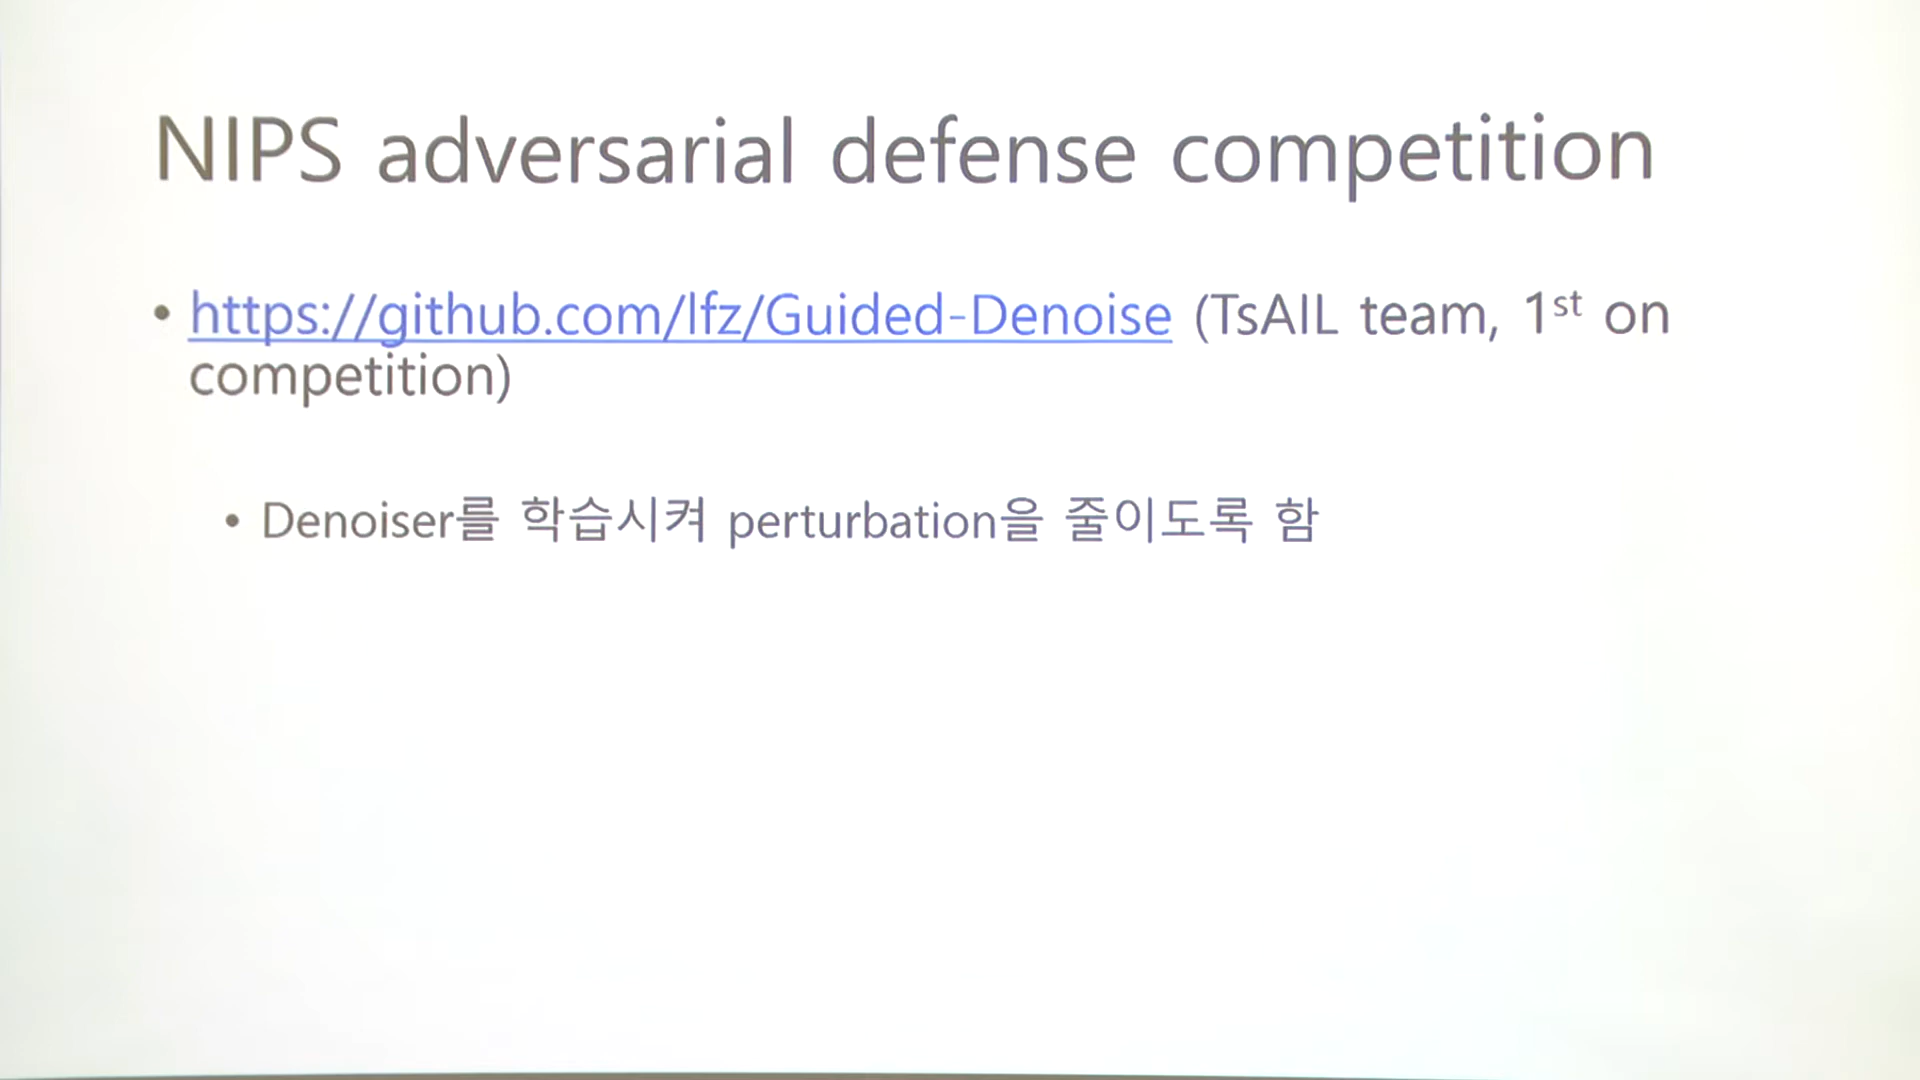 NIPS adversarial defense competition
• https://github.com/lfz/Guided-Denoise (TsAIL team, 1st on
competition)
• Denoiser를 학습시켜 perturbation을 줄이도록 함